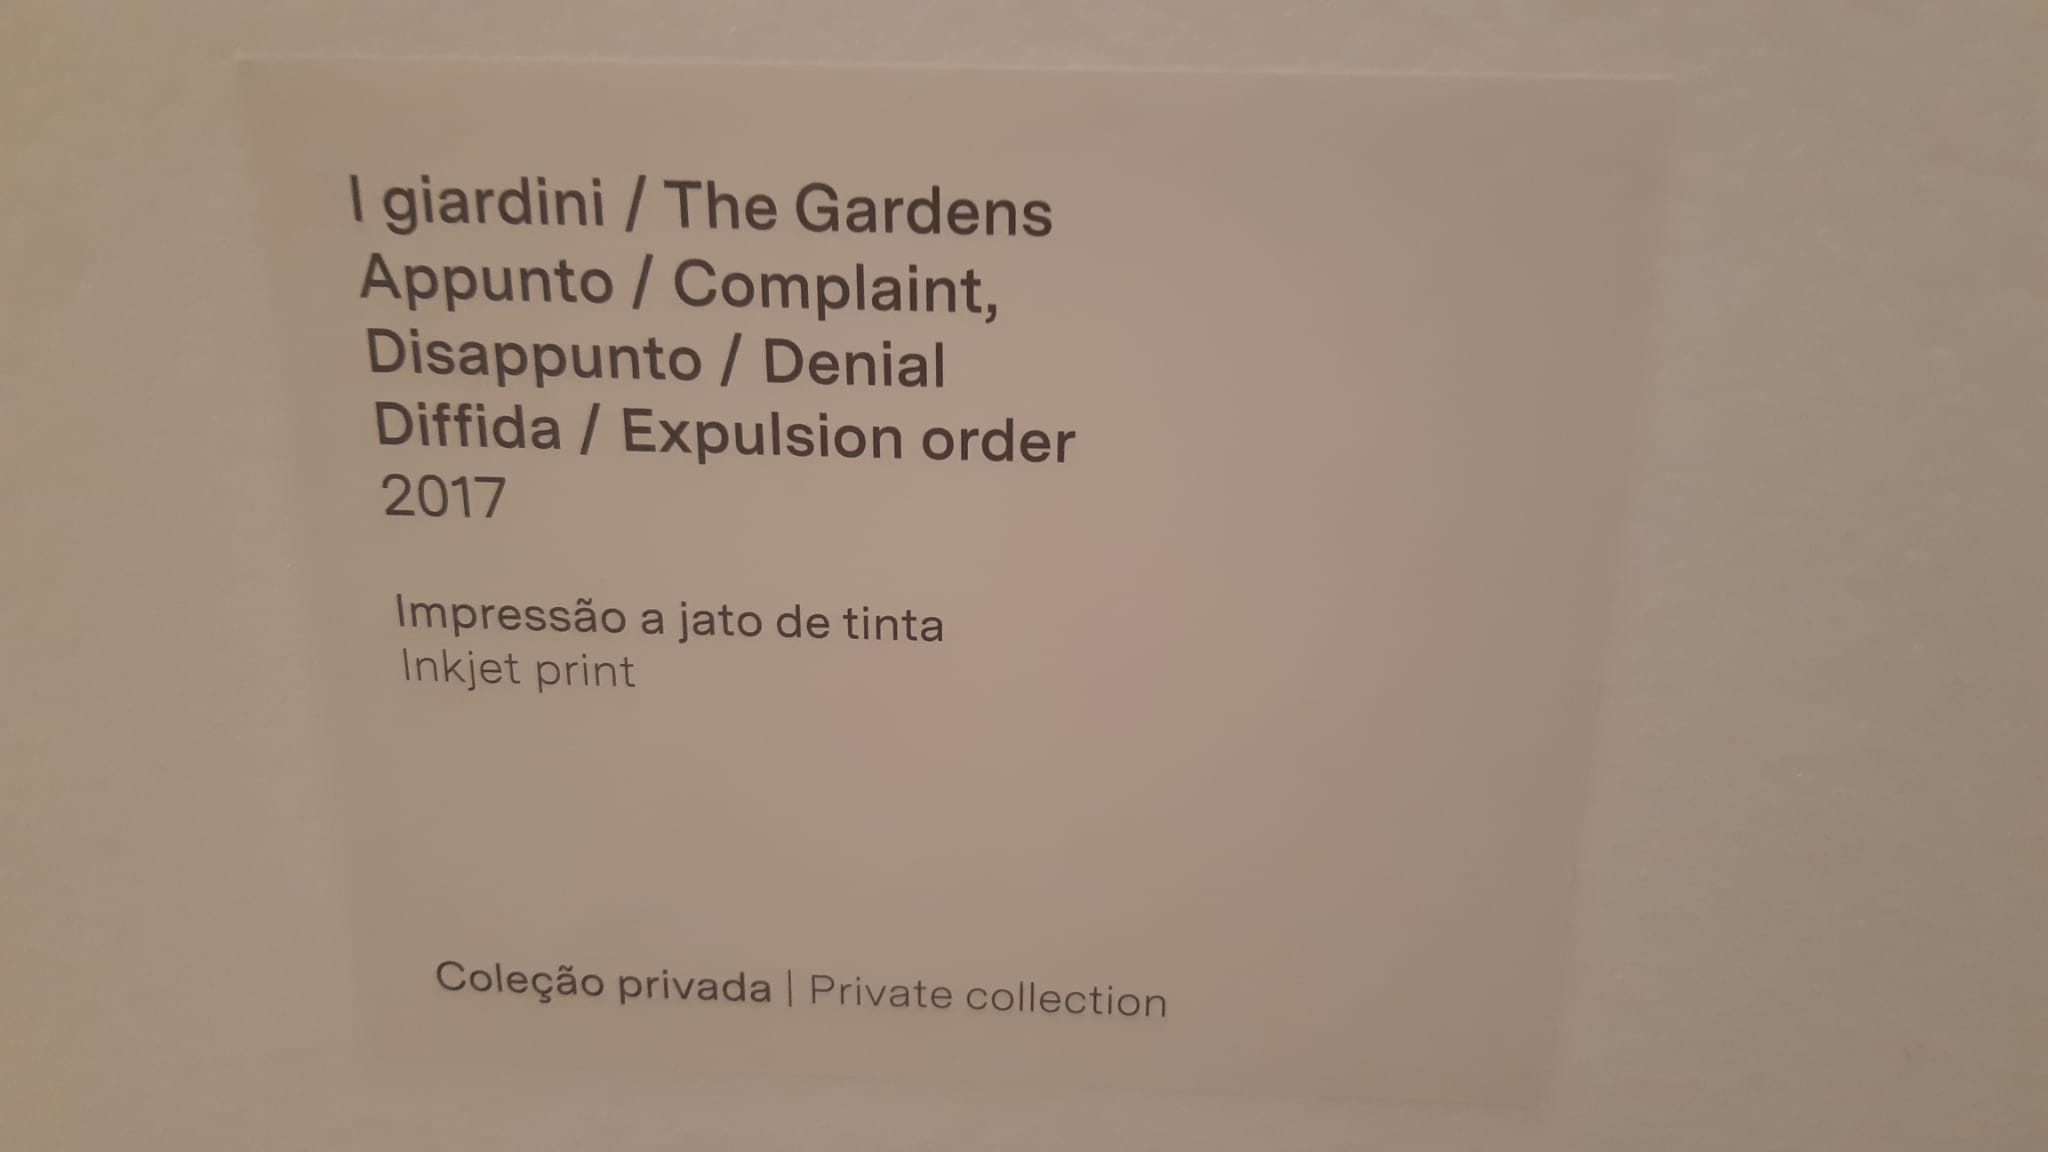 I giardini / The Gardens
Appunto / Complaint,
Disappunto / Denial
Diffida / Expulsion order
2017
Impressão a jato de tinta
Inkjet print
Coleção privada | Private collection